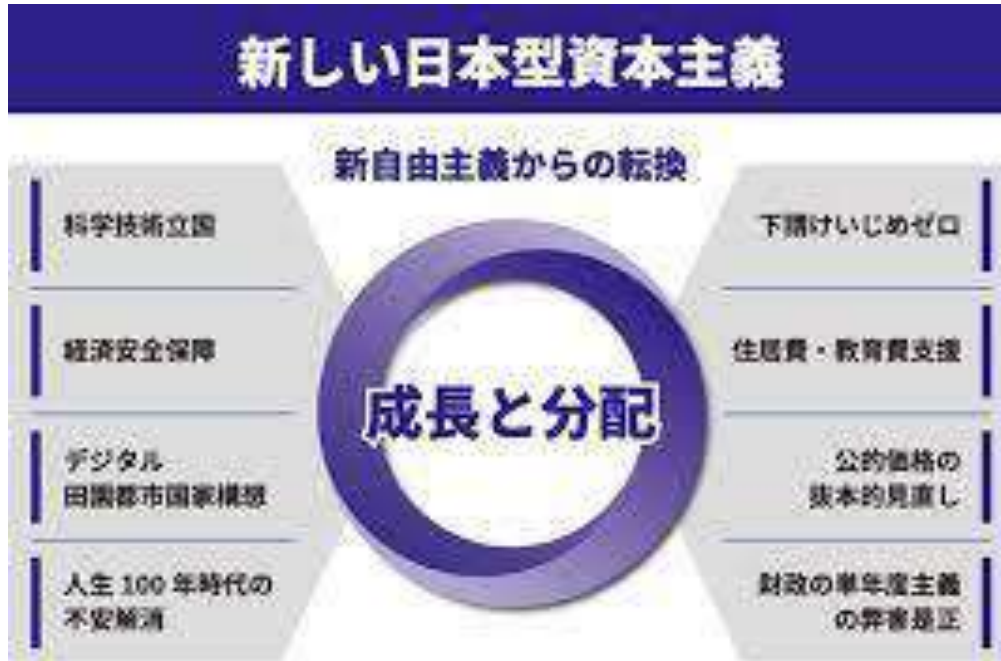 新しい日本型資本主義
新自由主義からの転換
科学技術立国
経済安全保障
デジタル
田園都市国家構想
人生 100 年時代の
不安解消
成長と分配
下請けいじめゼロ
住居費・教育費支援
公的価格の
抜本的見直し
財政の単年度主義
の弊害是正